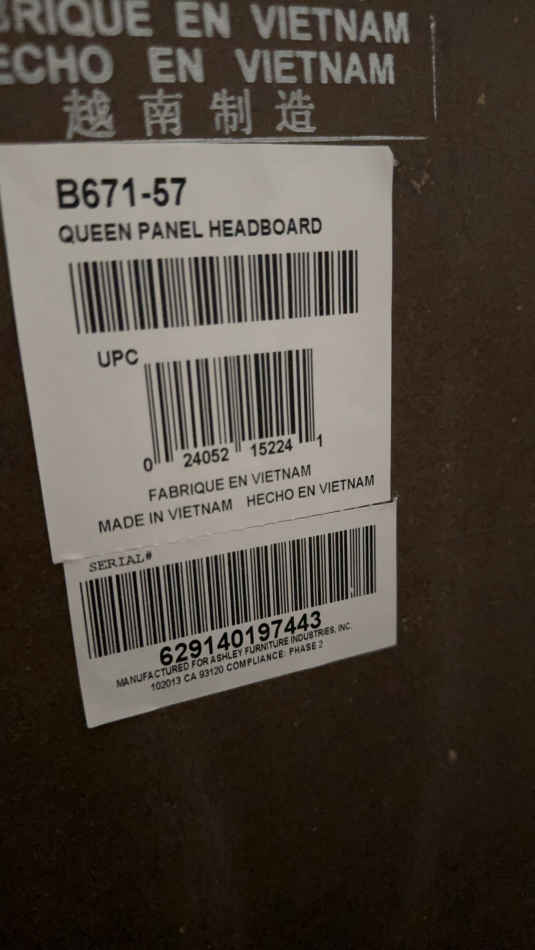 BRIQUE EN VIETNAM
ECHO EN VIETNAM
越南制造
B671-57
QUEEN PANEL HEADBOARD
UPC
0 24052 15224 1
FABRIQUE EN VIETNAM
MADE IN VIETNAM HECHO EN VIETNAM
SERIAL#
629140197443
MANUFACTURED FOR ASHLEY FURNITURE INDUSTRIES, INC.
102013 CA 93120 COMPLIANCE: PHASE 2